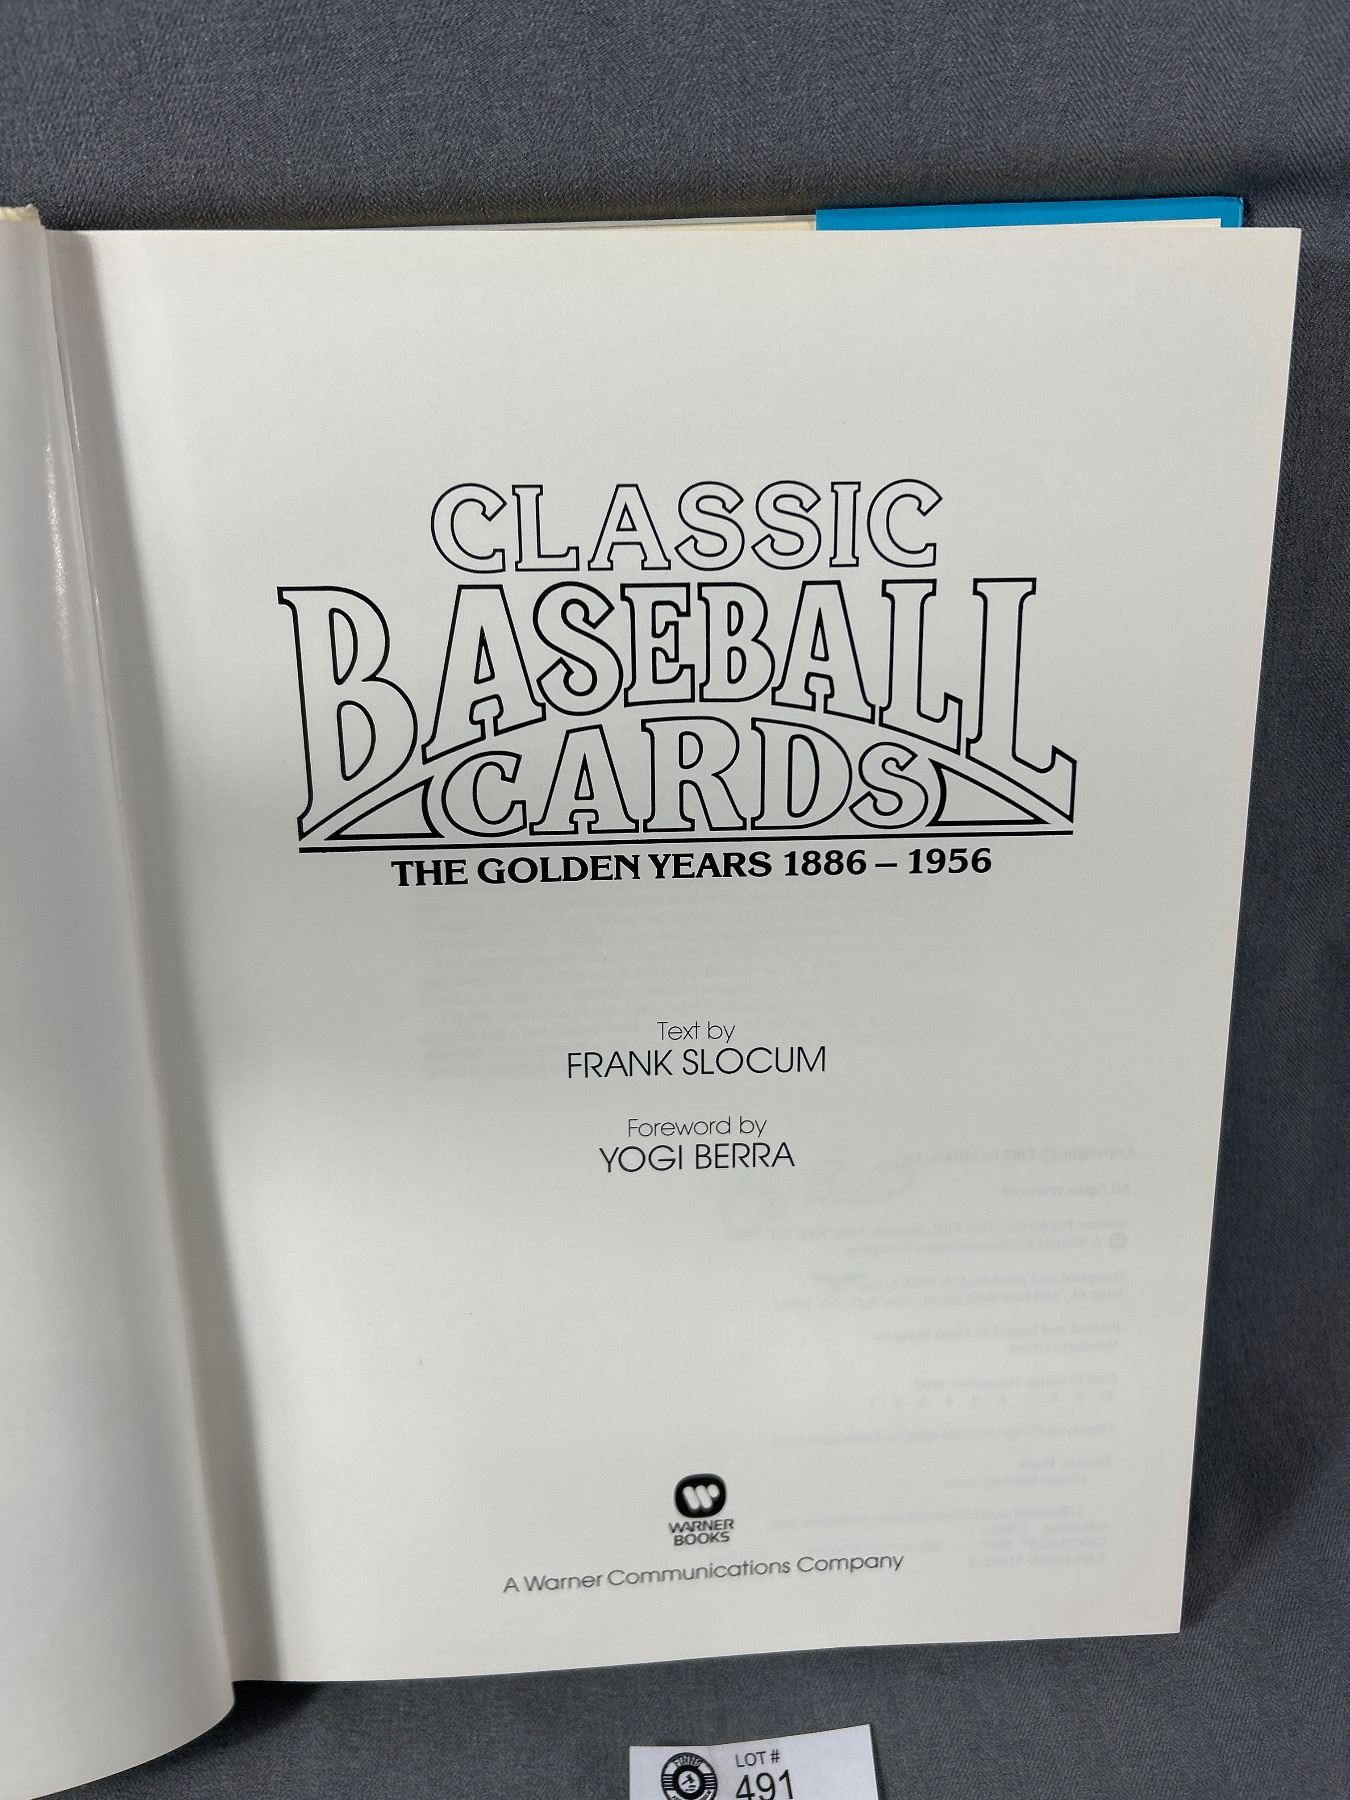 CLASSIC
BASEBALL
CARDS
THE GOLDEN YEARS 1886 – 1956
Text by
FRANK SLOCUM
Foreword by
YOGI BERRA
WARNER
BOOKS
A Warner Communications Company
LOT #
491